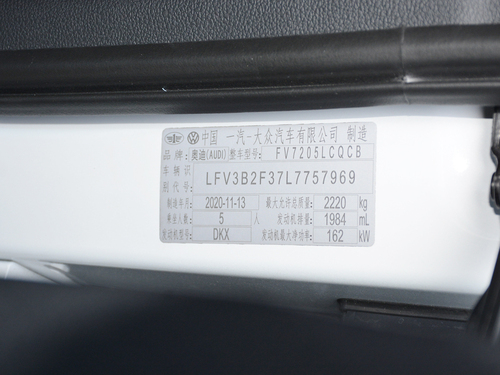 中国 一汽-大众汽车有限公司 制造
品牌: 奥迪(AUDI) 整车型号: FV7205LCQCB
车辆识别代号: LFV3B2F37L7757969
制造年月 2020-11-13 最大允许总质量: 2220 kg
乘坐人数: 5 人 发动机排量: 1984 mL
发动机型号: DKX 发动机最大净功率: 162 kW